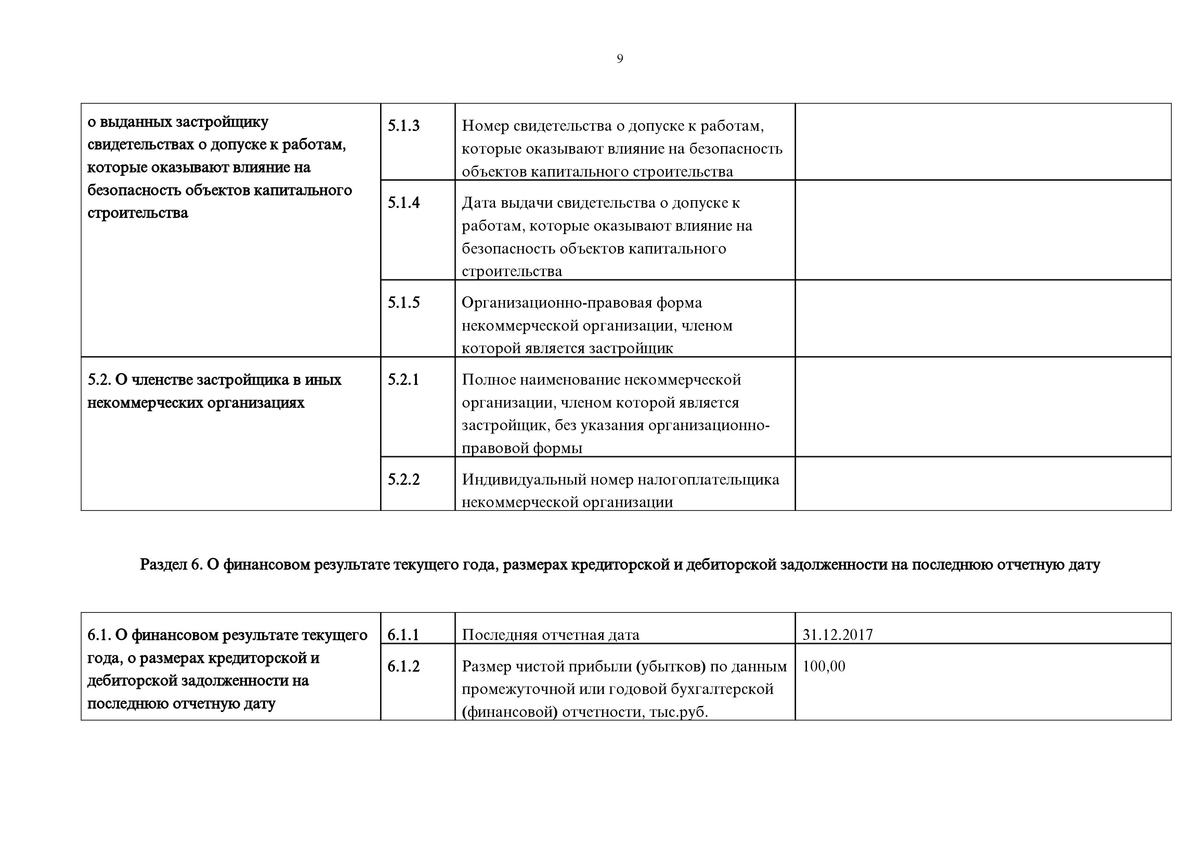 9
о выданных застройщику
свидетельствах о допуске к работам,
которые оказывают влияние на
безопасность объектов капитального
строительства
5.1.3
Номер свидетельства о допуске к работам,
которые оказывают влияние на безопасность
объектов капитального строительства
5.1.4
Дата выдачи свидетельства о допуске к
работам, которые оказывают влияние на
безопасность объектов капитального
строительства
5.1.5
Организационно-правовая форма
некоммерческой организации, членом
которой является застройщик
5.2. О членстве застройщика в иных
некоммерческих организациях
5.2.1
Полное наименование некоммерческой
организации, членом которой является
застройщик, без указания организационно-
правовой формы
5.2.2
Индивидуальный номер налогоплательщика
некоммерческой организации
Раздел 6. О финансовом результате текущего года, размерах кредиторской и дебиторской задолженности на последнюю отчетную дату
6.1. О финансовом результате текущего
года, о размерах кредиторской и
дебиторской задолженности на
последнюю отчетную дату
6.1.1
Последняя отчетная дата
31.12.2017
6.1.2
Размер чистой прибыли (убытков) по данным
промежуточной или годовой бухгалтерской
(финансовой) отчетности, тыс.руб.
100,00